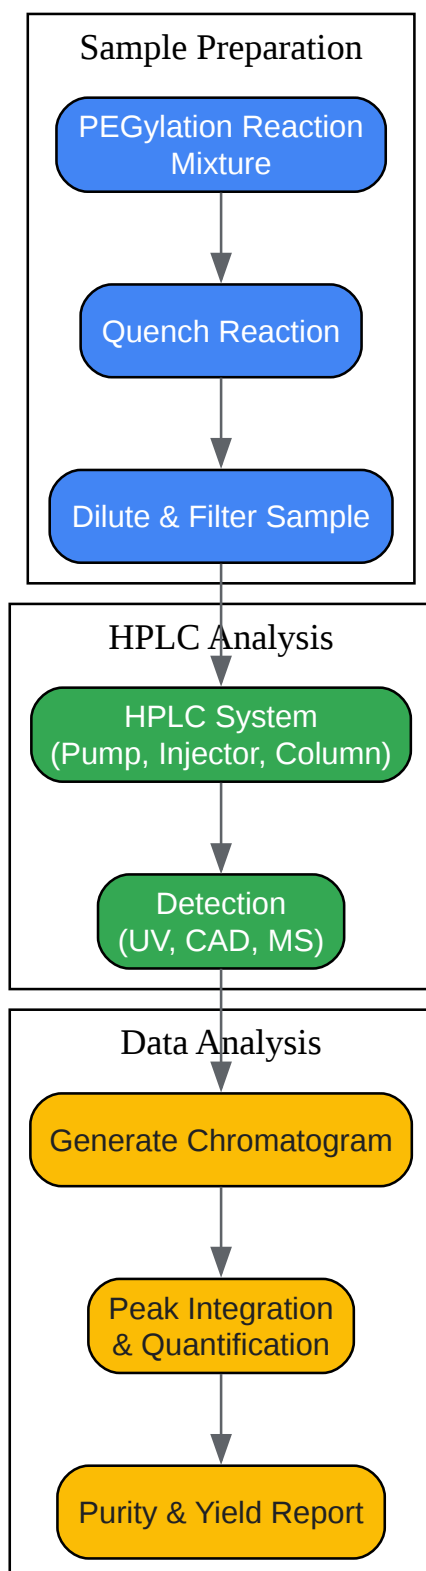 Sample Preparation
PEGylation Reaction
Mixture
Quench Reaction
Dilute & Filter Sample
HPLC Analysis
HPLC System
(Pump, Injector, Column)
Detection
(UV, CAD, MS)
Data Analysis
Generate Chromatogram
Peak Integration
& Quantification
Purity & Yield Report